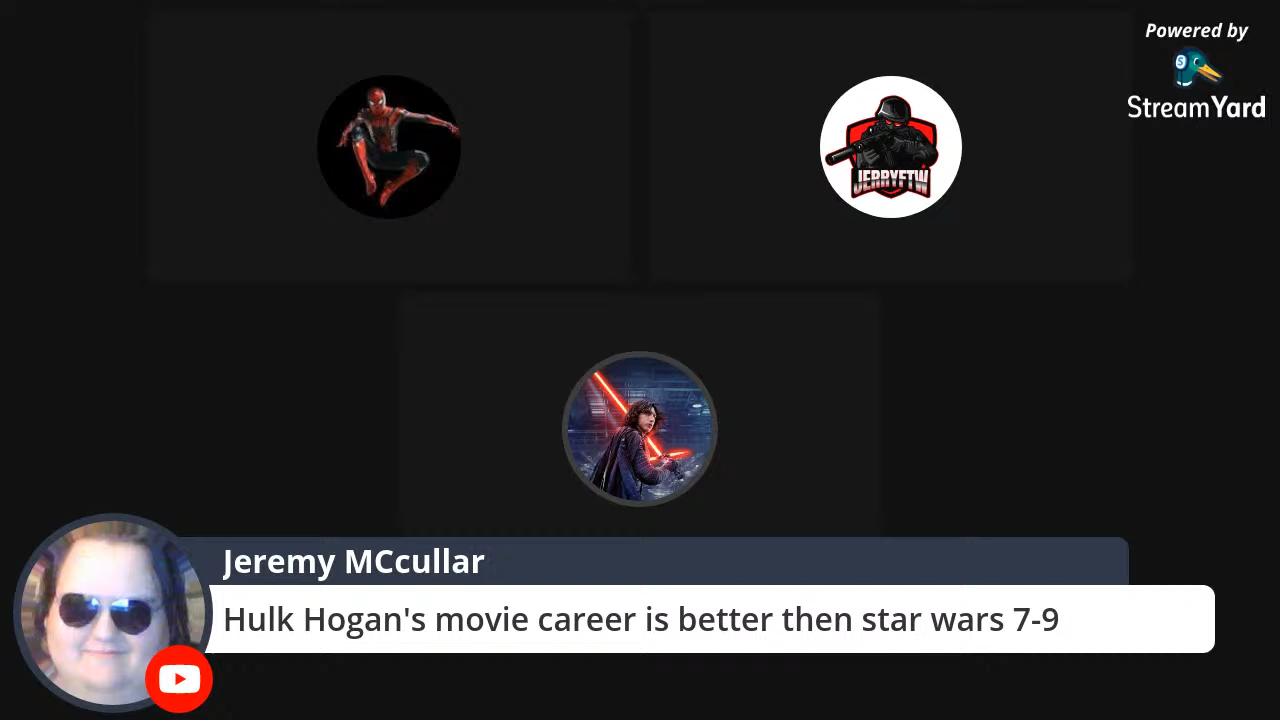 Powered by
StreamYard
JERRYFTW
Jeremy MCcullar
Hulk Hogan's movie career is better then star wars 7-9